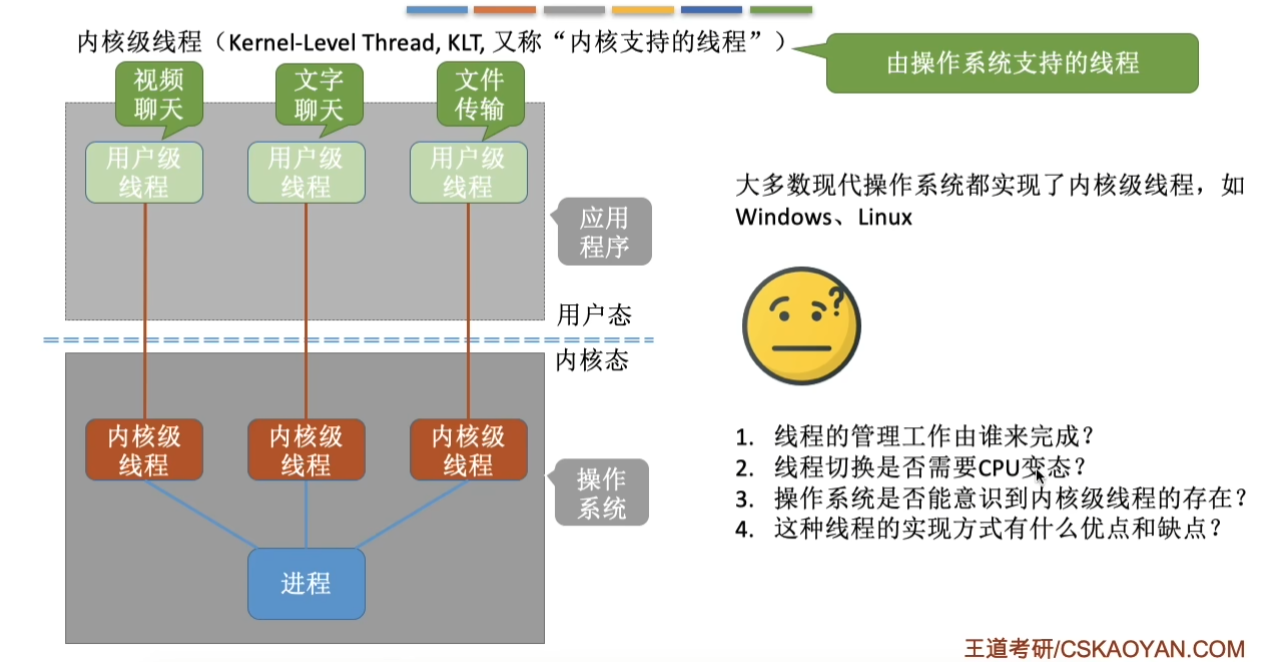 内核级线程（Kernel-Level Thread, KLT, 又称“内核支持的线程”）
由操作系统支持的线程
视频
聊天
文字
聊天
文件
传输
用户级
线程
用户级
线程
用户级
线程
应用
程序
用户态
内核态
内核级
线程
内核级
线程
内核级
线程
操作
系统
进程
大多数现代操作系统都实现了内核级线程，如
Windows、Linux
?
1. 线程的管理工作由谁来完成？
2. 线程切换是否需要CPU变态？
3. 操作系统是否能意识到内核级线程的存在？
4. 这种线程的实现方式有什么优点和缺点？
王道考研/CSKAOYAN.COM